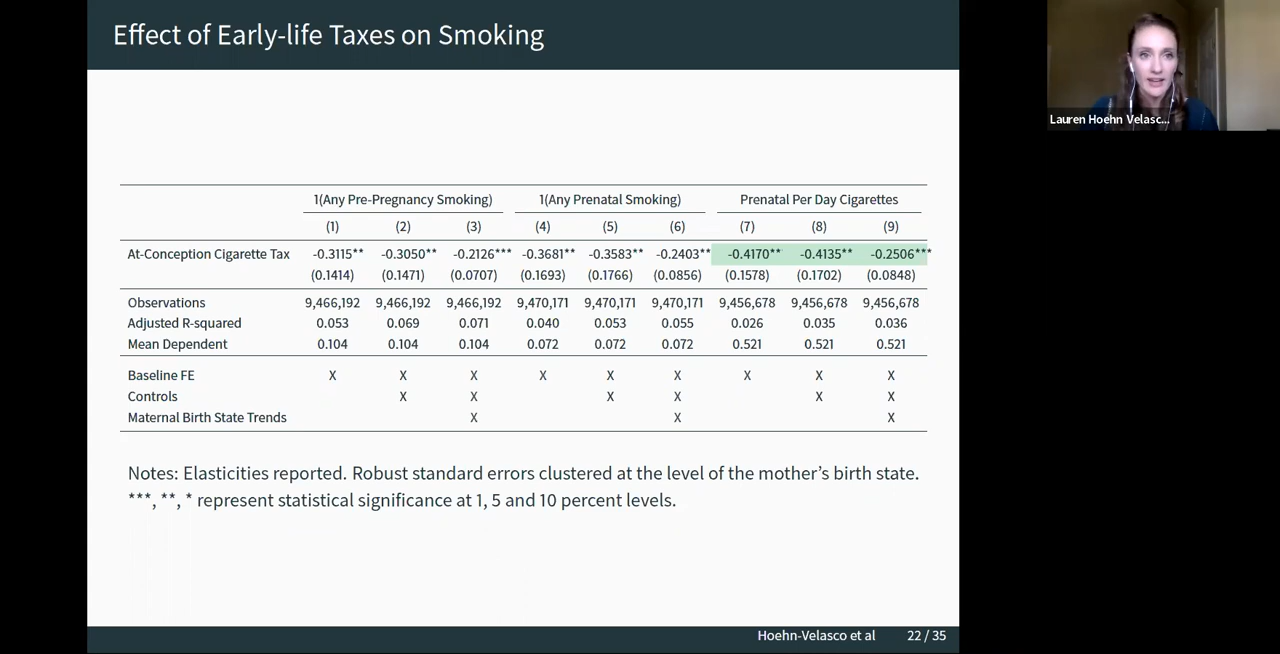 Effect of Early-life Taxes on Smoking
Lauren Hoehn Velasc...
1(Any Pre-Pregnancy Smoking) 1(Any Prenatal Smoking) Prenatal Per Day Cigarettes
(1) (2) (3) (4) (5) (6) (7) (8) (9)
At-Conception Cigarette Tax -0.3115** -0.3050** -0.2126*** -0.3681** -0.3583** -0.2403** -0.4170** -0.4135** -0.2506***
(0.1414) (0.1471) (0.0707) (0.1693) (0.1766) (0.0856) (0.1578) (0.1702) (0.0848)
Observations 9,466,192 9,466,192 9,466,192 9,470,171 9,470,171 9,470,171 9,456,678 9,456,678 9,456,678
Adjusted R-squared 0.053 0.069 0.071 0.040 0.053 0.055 0.026 0.035 0.036
Mean Dependent 0.104 0.104 0.104 0.072 0.072 0.072 0.521 0.521 0.521
Baseline FE X X X X X X X X X
Controls X X X X X X
Maternal Birth State Trends X X X
Notes: Elasticities reported. Robust standard errors clustered at the level of the mother's birth state.
***, **, * represent statistical significance at 1, 5 and 10 percent levels.
Hoehn-Velasco et al 22 / 35